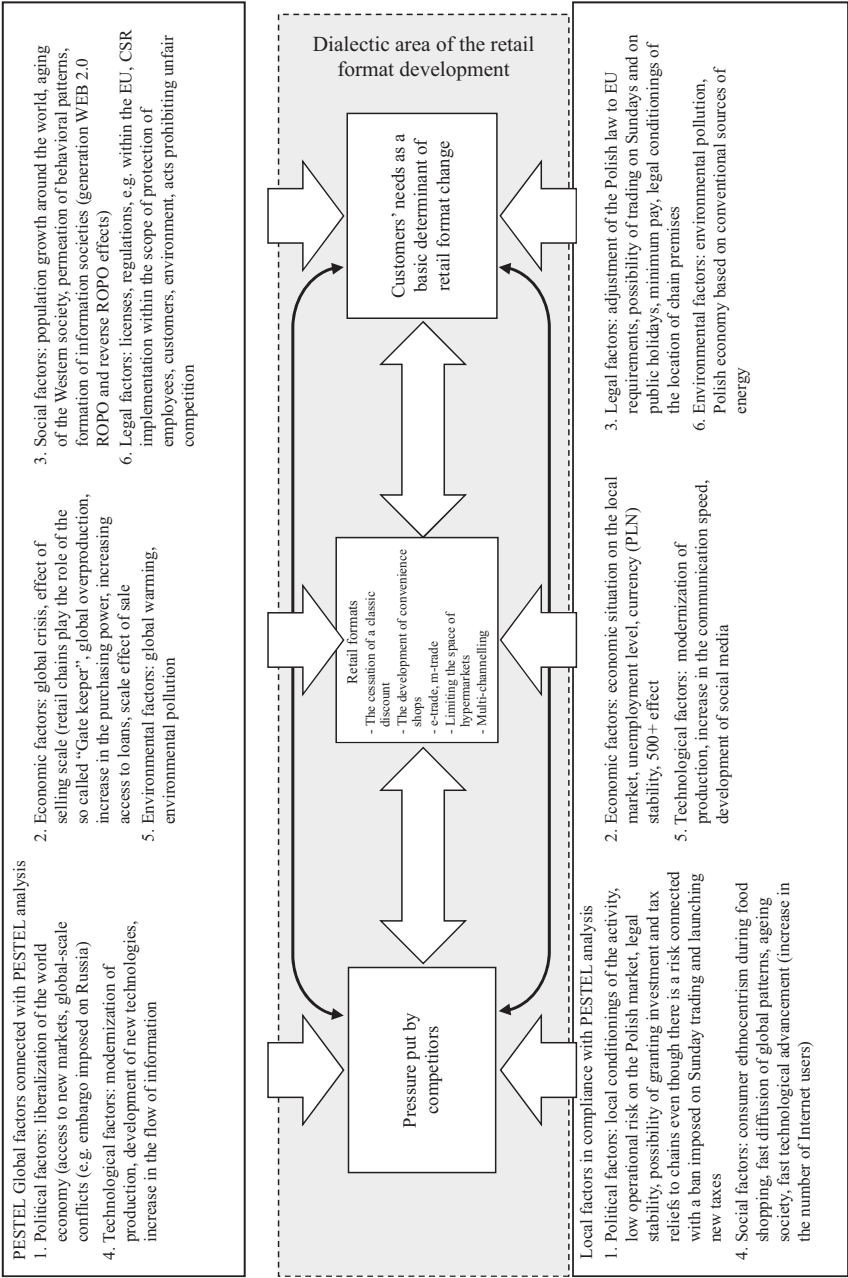 PESTEL Global factors connected with PESTEL analysis
1. Political factors: liberalization of the world
economy (access to new markets, global-scale
conflicts (e.g. embargo imposed on Russia)
4. Technological factors: modernization of
production, development of new technologies,
increase in the flow of information
2. Economic factors: global crisis, effect of
selling scale (retail chains play the role of the
so called “Gate keeper”, global overproduction,
increase in the purchasing power, increasing
access to loans, scale effect of sale
5. Environmental factors: global warming,
environmental pollution
3. Social factors: population growth around the world, aging
of the Western society, permeation of behavioral patterns,
formation of information societies (generation WEB 2.0
ROPO and reverse ROPO effects)
6. Legal factors: licenses, regulations, e.g. within the EU, CSR
implementation within the scope of protection of
employees, customers, environment, acts prohibiting unfair
competition
Dialectic area of the retail
format development
Pressure put by
competitors
Retail formats
- The cessation of a classic
discount
- The development of convenience
shops
- e-trade, m-trade
- Limiting the space of
hypermarkets
- Multi-channelling
Customers’ needs as a
basic determinant of
retail format change
Local factors in compliance with PESTEL analysis
1. Political factors: local conditionings of the activity,
low operational risk on the Polish market, legal
stability, possibility of granting investment and tax
reliefs to chains even though there is a risk connected
with a ban imposed on Sunday trading and launching
new taxes
4. Social factors: consumer ethnocentrism during food
shopping, fast diffusion of global patterns, ageing
society, fast technological advancement (increase in
the number of Internet users)
2. Economic factors: economic situation on the local
market, unemployment level, currency (PLN)
stability, 500+ effect
5. Technological factors: modernization of
production, increase in the communication speed,
development of social media
3. Legal factors: adjustment of the Polish law to EU
requirements, possibility of trading on Sundays and on
public holidays, minimum pay, legal conditionings of
the location of chain premises
6. Environmental factors: environmental pollution,
Polish economy based on conventional sources of
energy